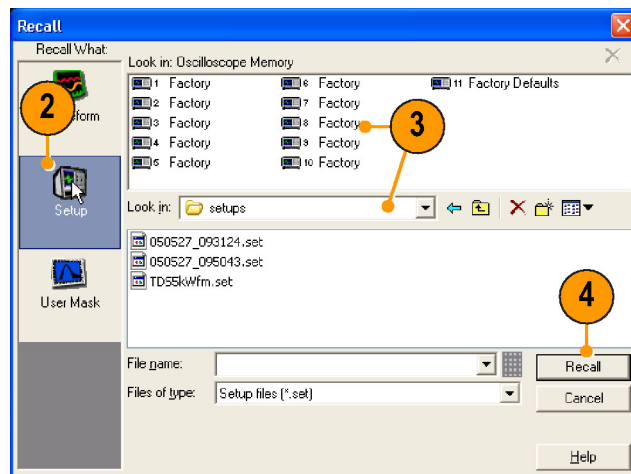 Recall
Recall What:
Look in: Oscilloscope Memory
1 Factory
6 Factory
11 Factory Defaults
2 Factory
7 Factory
3 Factory
8 Factory
4 Factory
9 Factory
5 Factory
10 Factory
2
form
3
Setup
Look in: setups
050527_093124.set
050527_095043.set
TDS5kWfm.set
User Mask
4
File name:
Recall
Files of type: Setup files (*.set)
Cancel
Help